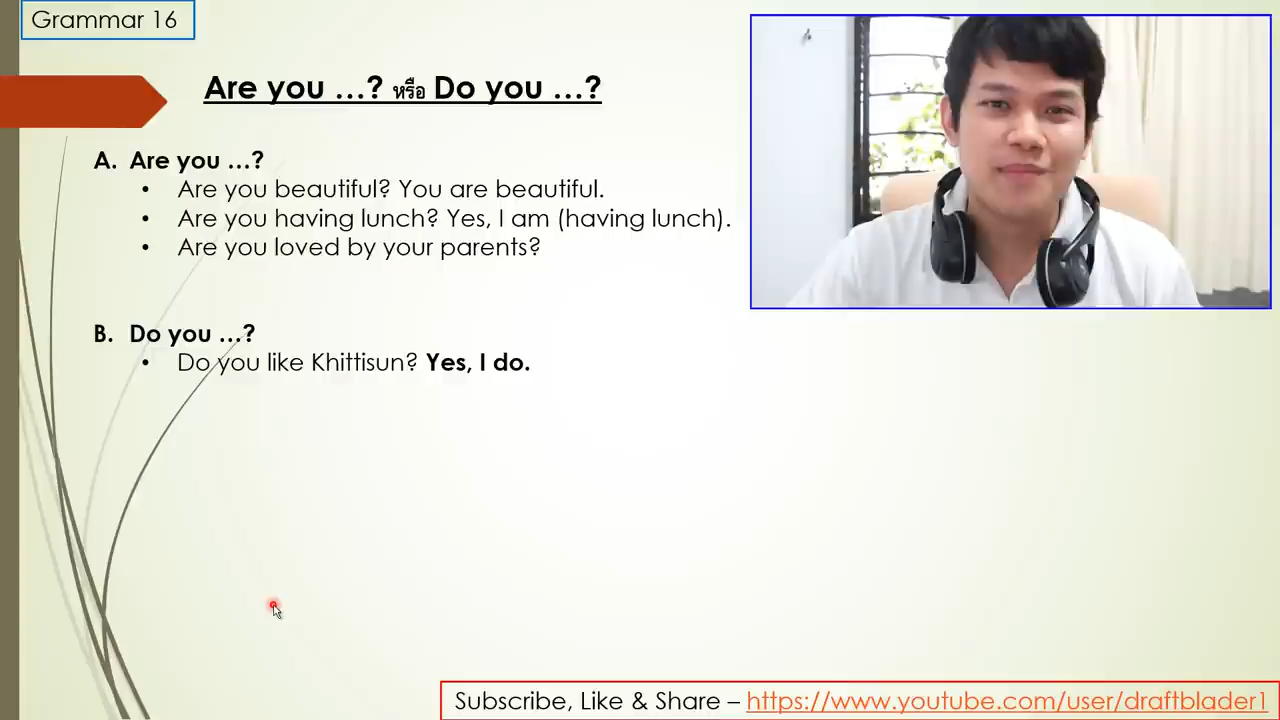 Grammar 16
Are you …? หรือ Do you …?
A. Are you …?
• Are you beautiful? You are beautiful.
• Are you having lunch? Yes, I am (having lunch).
• Are you loved by your parents?
B. Do you …?
• Do you like Khittisun? Yes, I do.
Subscribe, Like & Share – https://www.youtube.com/user/draftblader1